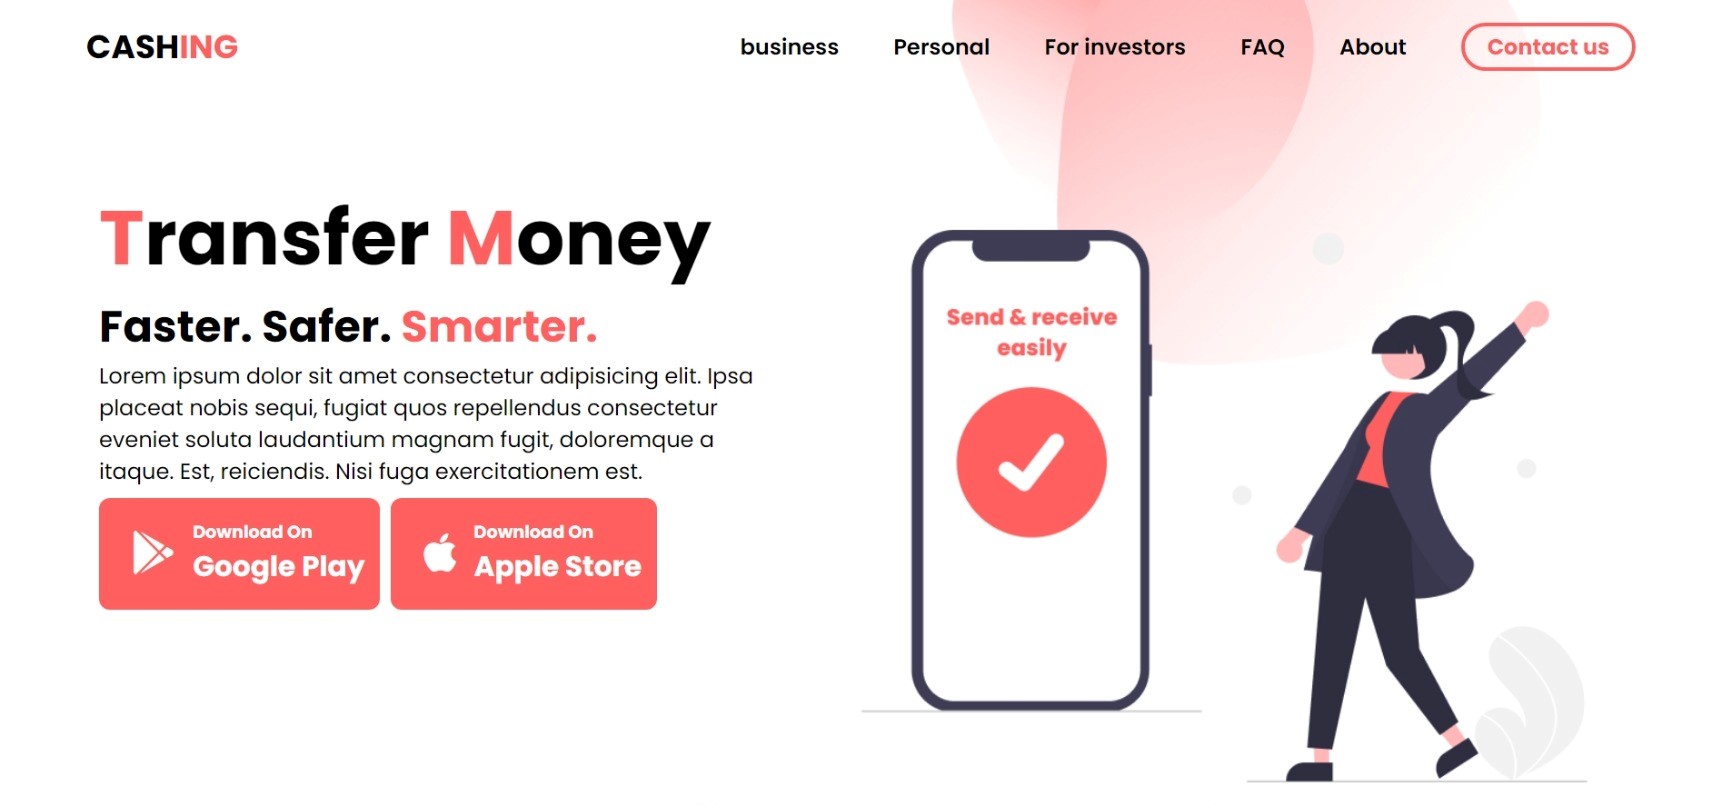 CASHING
business Personal For investors FAQ About Contact us
Transfer Money
Faster. Safer. Smarter.
Lorem ipsum dolor sit amet consectetur adipisicing elit. Ipsa
placeat nobis sequi, fugiat quos repellendus consectetur
eveniet soluta laudantium magnam fugit, doloremque a
itaque. Est, reiciendis. Nisi fuga exercitationem est.
Download On
Google Play
Download On
Apple Store
Send & receive
easily